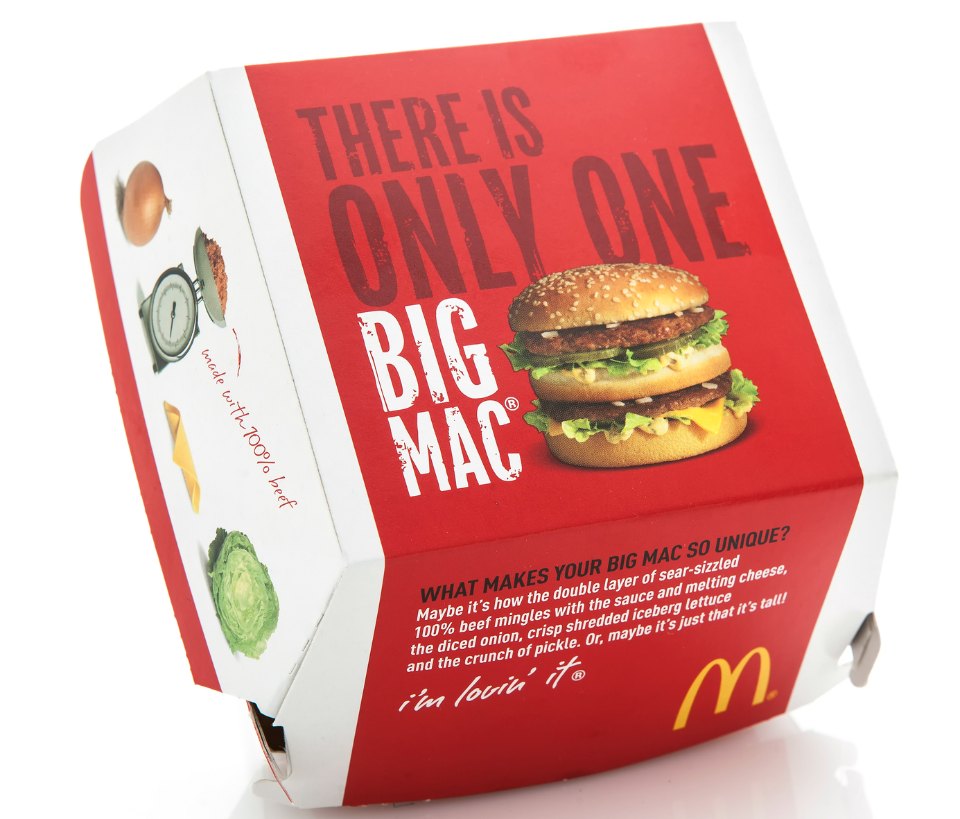 THERE IS
ONLY ONE
BIG
MAC®
made with 100% beef
WHAT MAKES YOUR BIG MAC SO UNIQUE?
Maybe it's how the double layer of sear-sizzled
100% beef mingles with the sauce and melting cheese,
the diced onion, crisp shredded iceberg lettuce
and the crunch of pickle. Or, maybe it's just that it's tall!
i'm lovin' it®
M®